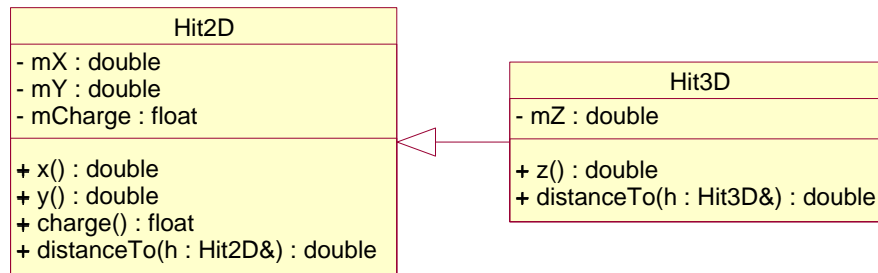 Hit2D
- mX : double
- mY : double
- mCharge : float
+ x() : double
+ y() : double
+ charge() : float
+ distanceTo(h : Hit2D&) : double
Hit3D
- mZ : double
+ z() : double
+ distanceTo(h : Hit3D&) : double